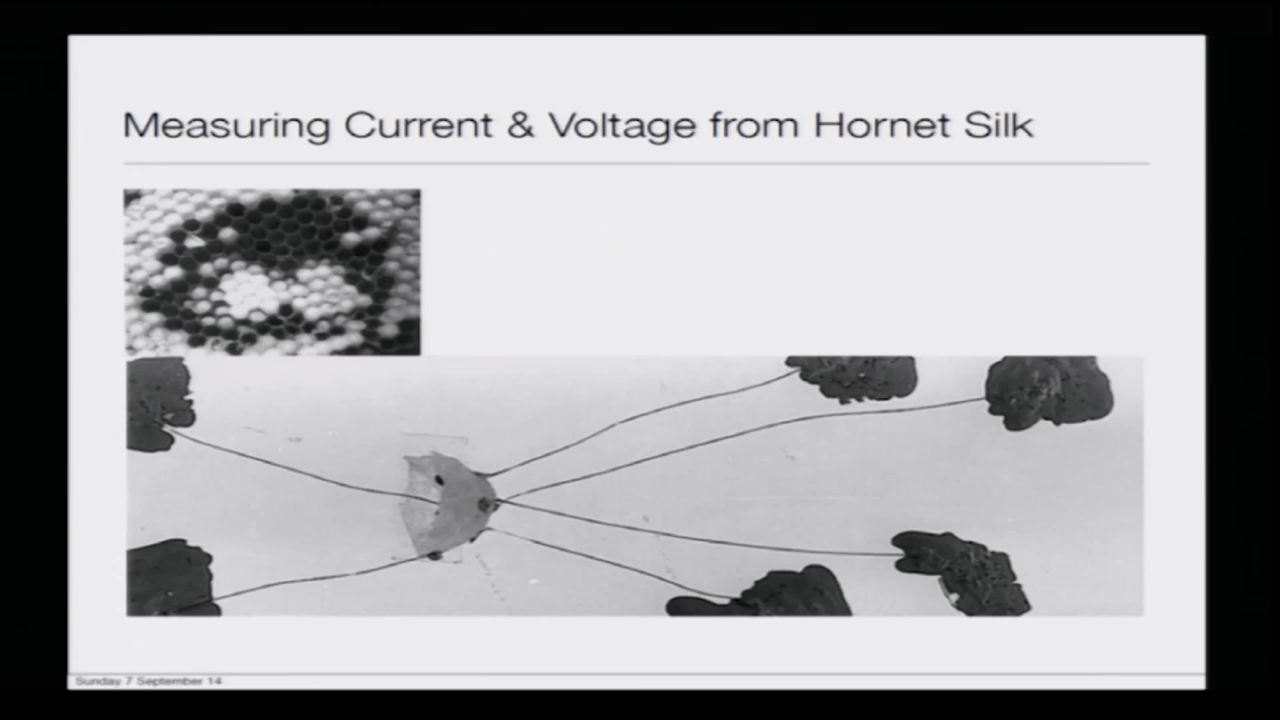 Measuring Current & Voltage from Hornet Silk
Sunday 7 September 14